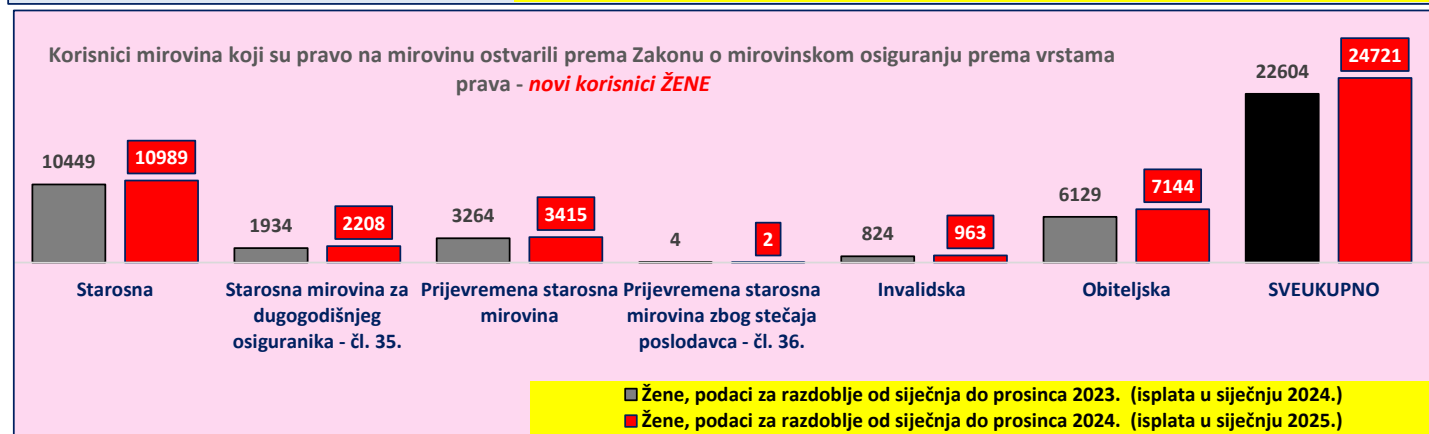 Korisnici mirovina koji su pravo na mirovinu ostvarili prema Zakonu o mirovinskom osiguranju prema vrstama
prava - novi korisnici ŽENE
10449
10989
1934
2208
3264
3415
4
2
824
963
6129
7144
22604
24721
Starosna
Starosna mirovina za
dugogodišnjeg
osiguranika - čl. 35.
Prijevremena starosna
mirovina
Prijevremena starosna
mirovina zbog stečaja
poslodavca - čl. 36.
Invalidska
Obiteljska
SVEUKUPNO
Žene, podaci za razdoblje od siječnja do prosinca 2023. (isplata u siječnju 2024.)
Žene, podaci za razdoblje od siječnja do prosinca 2024. (isplata u siječnju 2025.)